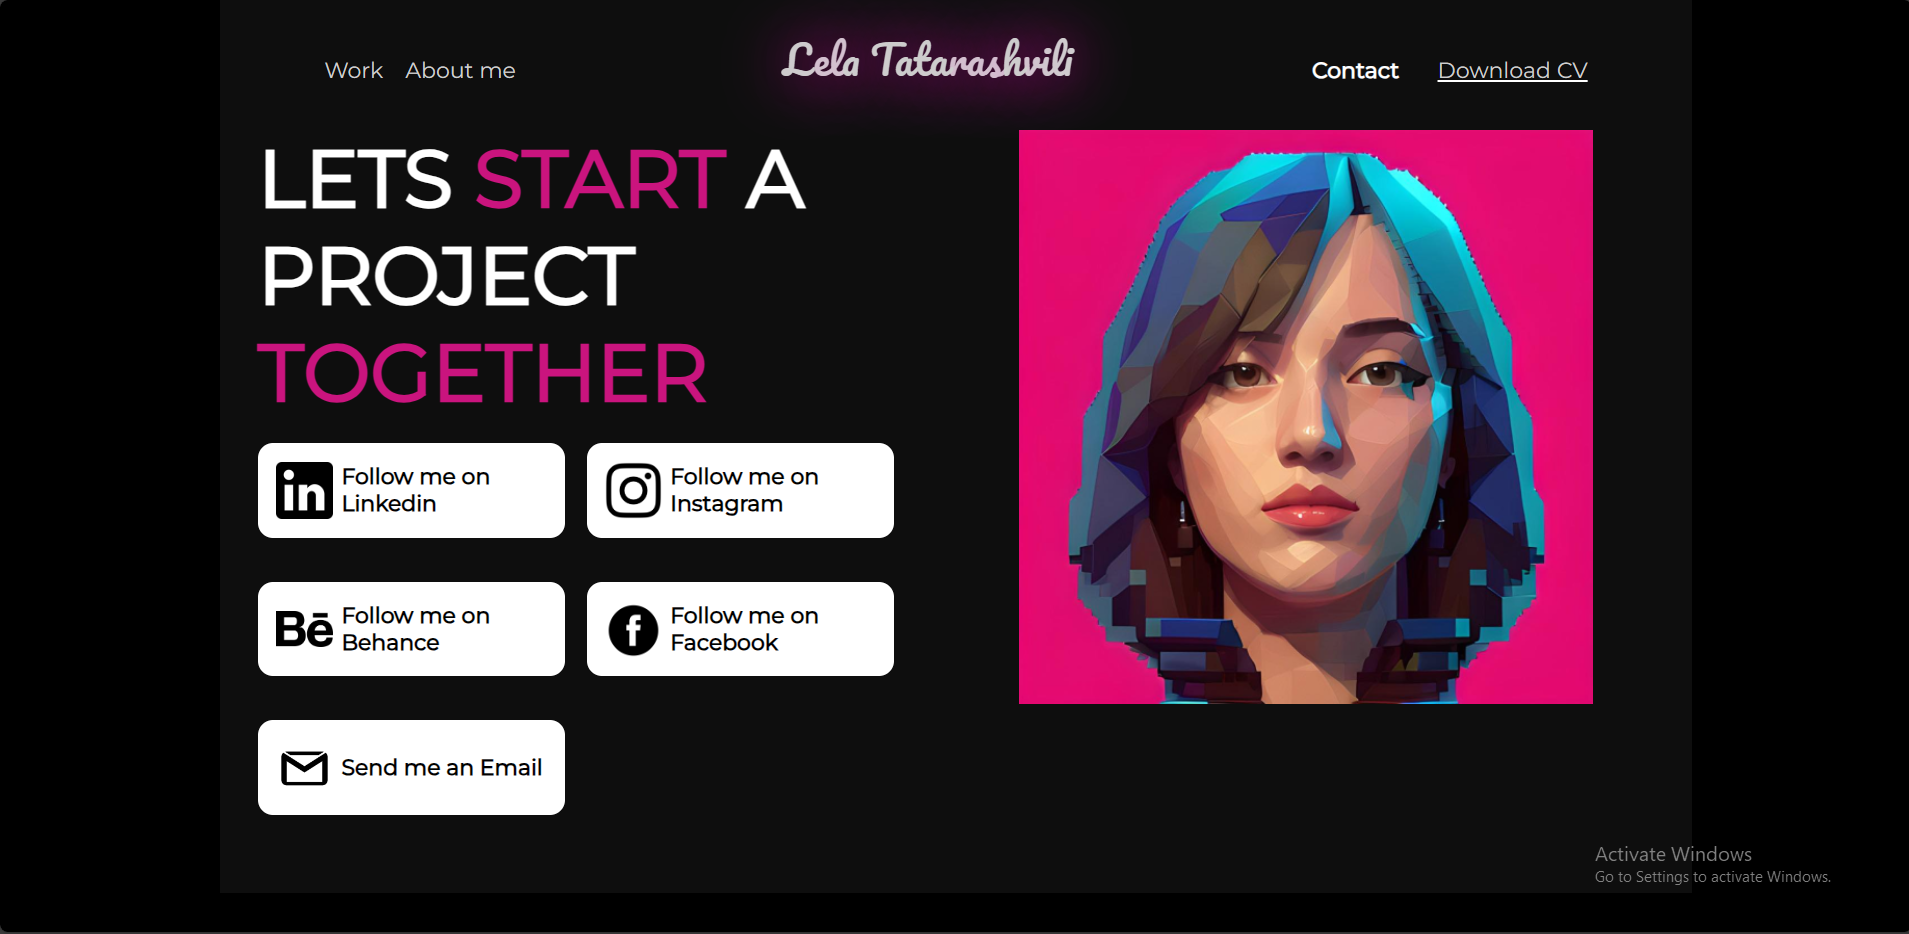 Work About me
Lela Tatarashvili
Contact Download CV
LETS START A
PROJECT
TOGETHER
in Follow me on
Linkedin
Follow me on
Instagram
Bē Follow me on
Behance
f Follow me on
Facebook
Send me an Email
Activate Windows
Go to Settings to activate Windows.